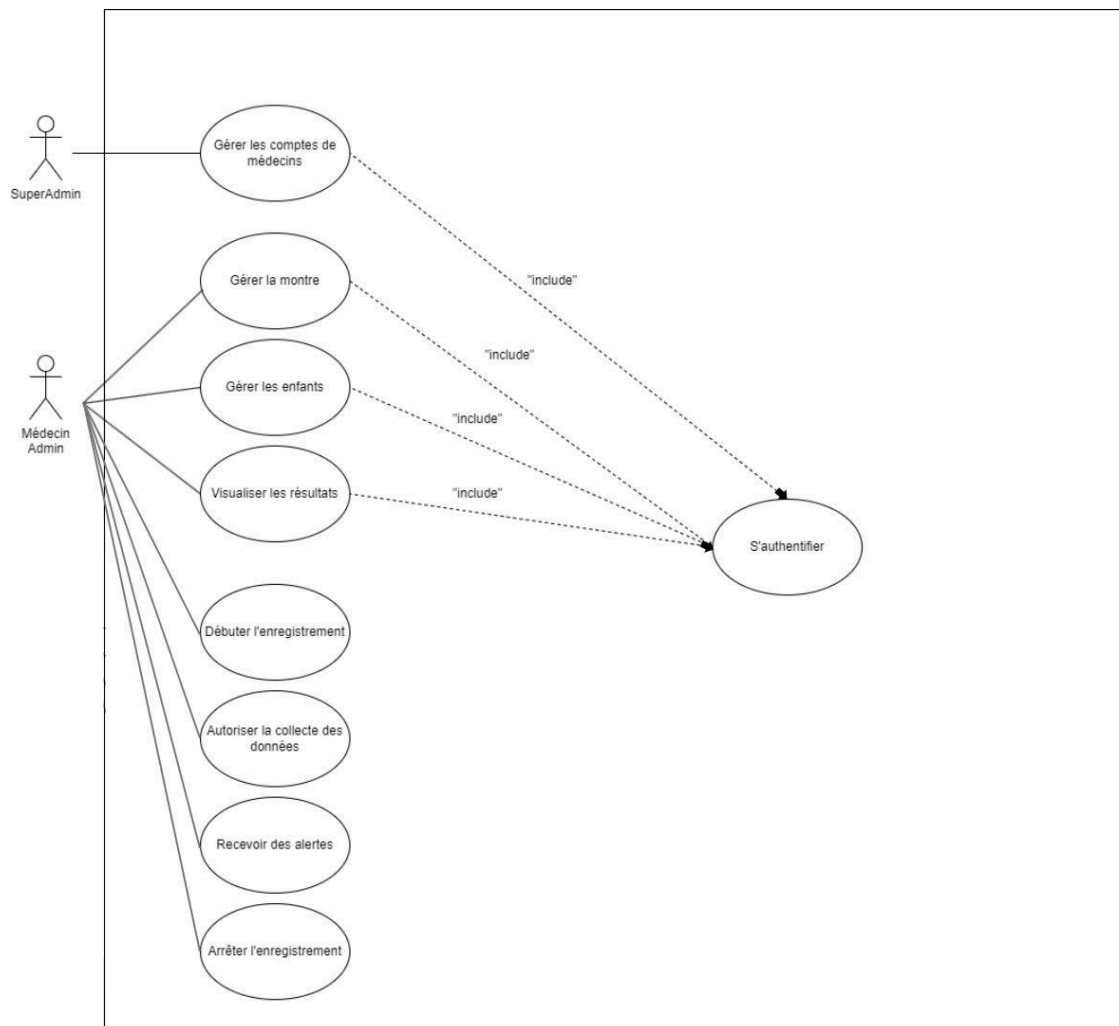 Gérer les comptes de
médecins
SuperAdmin
Gérer la montre
"include"
"include"
Gérer les enfants
"include"
Médecin
Admin
Visualiser les résultats
"include"
S'authentifier
Débuter l'enregistrement
Autoriser la collecte des
données
Recevoir des alertes
Arrêter l'enregistrement